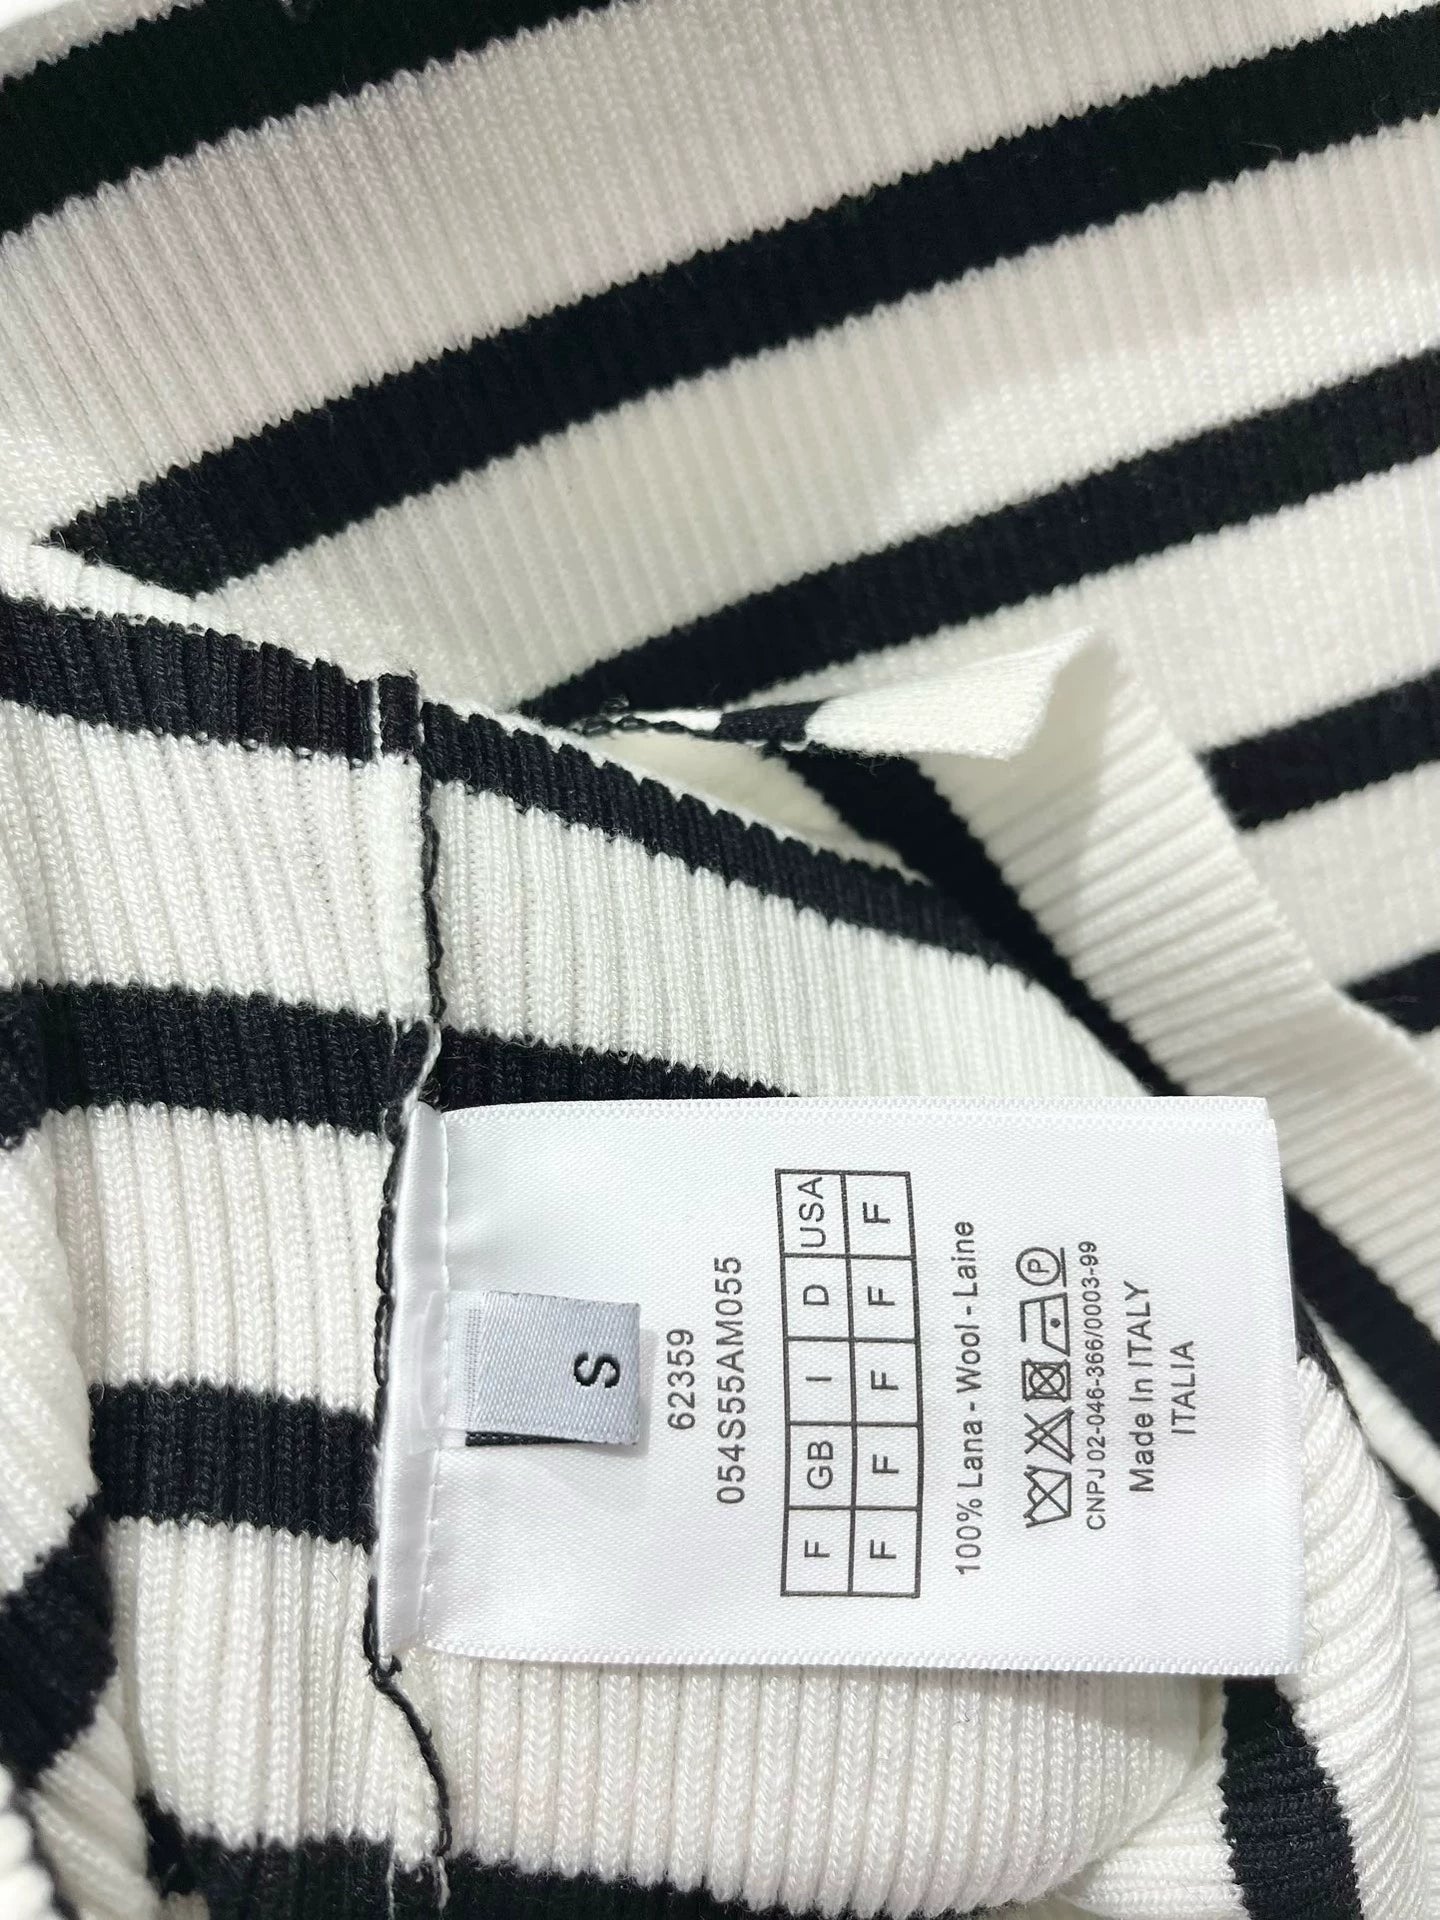 S
62359
054S55AM055
F GB I D USA
F F F F F
100% Lana - Wool - Laine
P
CNPJ 02-046-366/0003-99
Made In ITALY
ITALIA